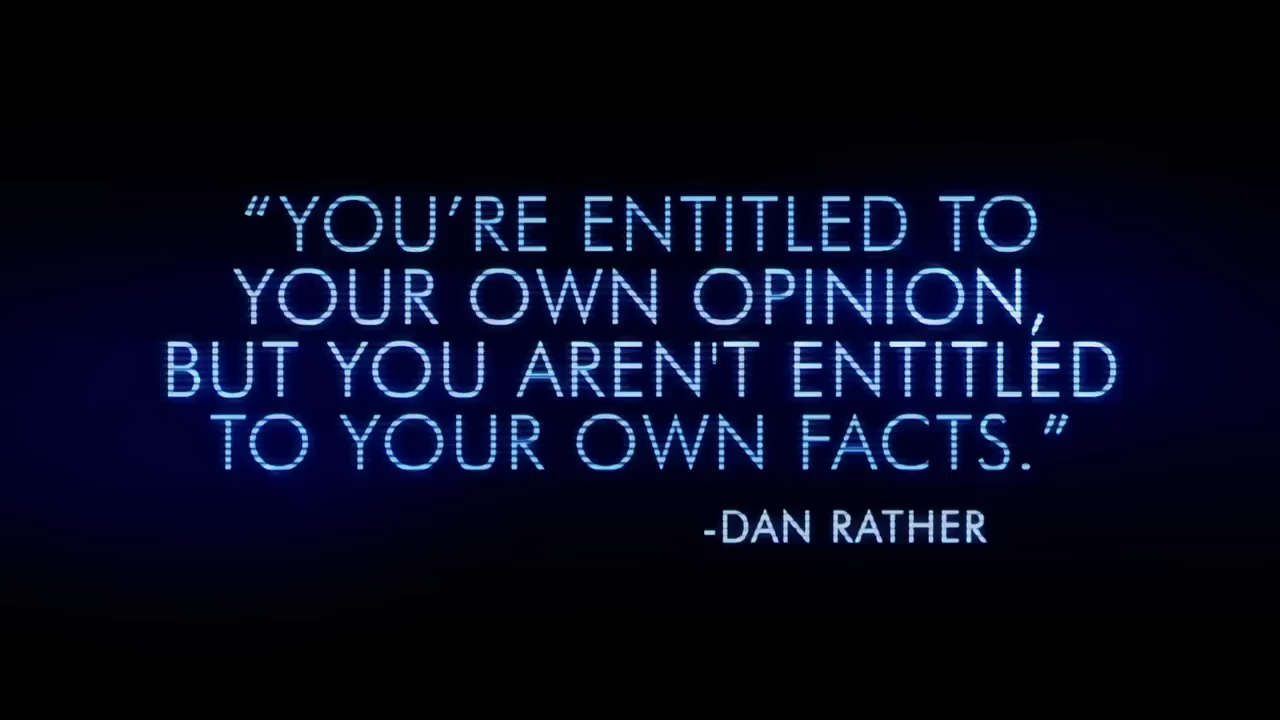 “YOU’RE ENTITLED TO
YOUR OWN OPINION,
BUT YOU AREN'T ENTITLED
TO YOUR OWN FACTS.”
-DAN RATHER